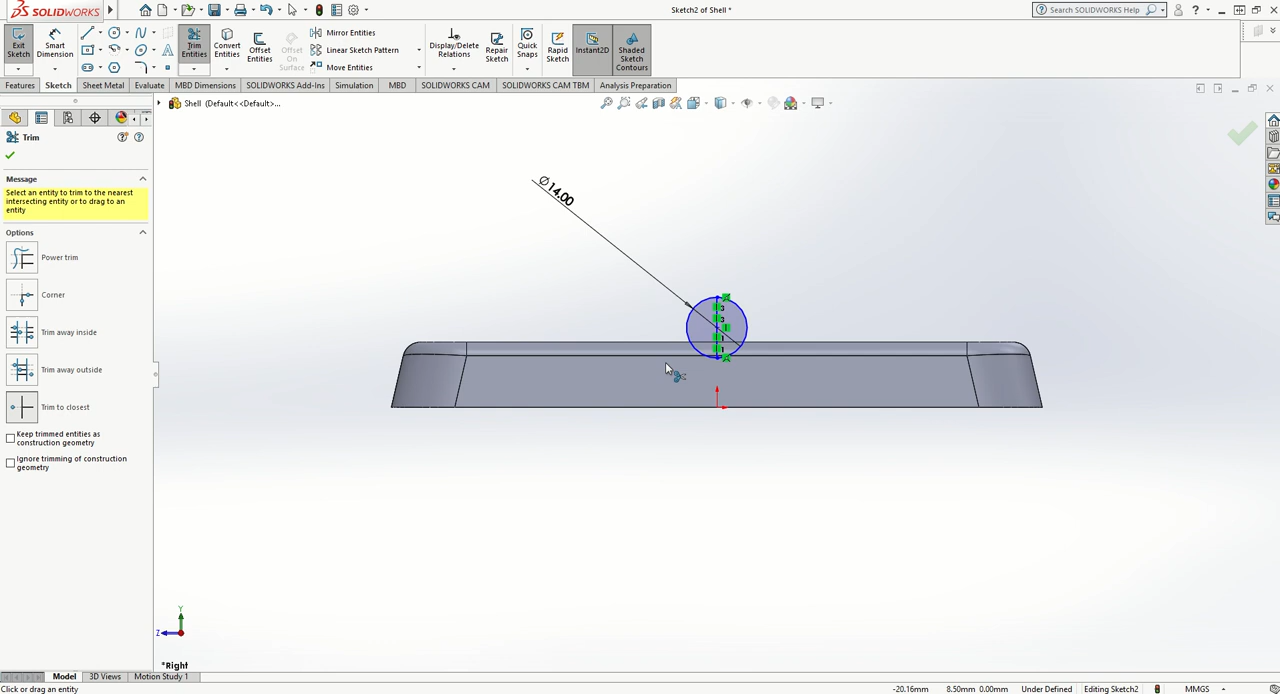 SOLIDWORKS
Sketch2 of Shell *
Search SOLIDWORKS Help
Exit Sketch
Smart Dimension
Trim Entities
Convert Entities
Offset Entities
Offset On Surface
Mirror Entities
Linear Sketch Pattern
Move Entities
Display/Delete Relations
Repair Sketch
Quick Snaps
Rapid Sketch
Instant2D
Shaded Sketch Contours
Features
Sketch
Sheet Metal
Evaluate
MBD Dimensions
SOLIDWORKS Add-Ins
Simulation
MBD
SOLIDWORKS CAM
SOLIDWORKS CAM TBM
Analysis Preparation
Shell (Default<<Default>...
Trim
Message
Select an entity to trim to the nearest
intersecting entity or to drag to an
entity
Options
Power trim
Corner
Trim away inside
Trim away outside
Trim to closest
Keep trimmed entities as
construction geometry
Ignore trimming of construction
geometry
Ø14.00
3
3
1
1
Y
Z
*Right
Model
3D Views
Motion Study 1
Click or drag an entity
-20.16mm
8.50mm 0.00mm
Under Defined
Editing Sketch2
MMGS